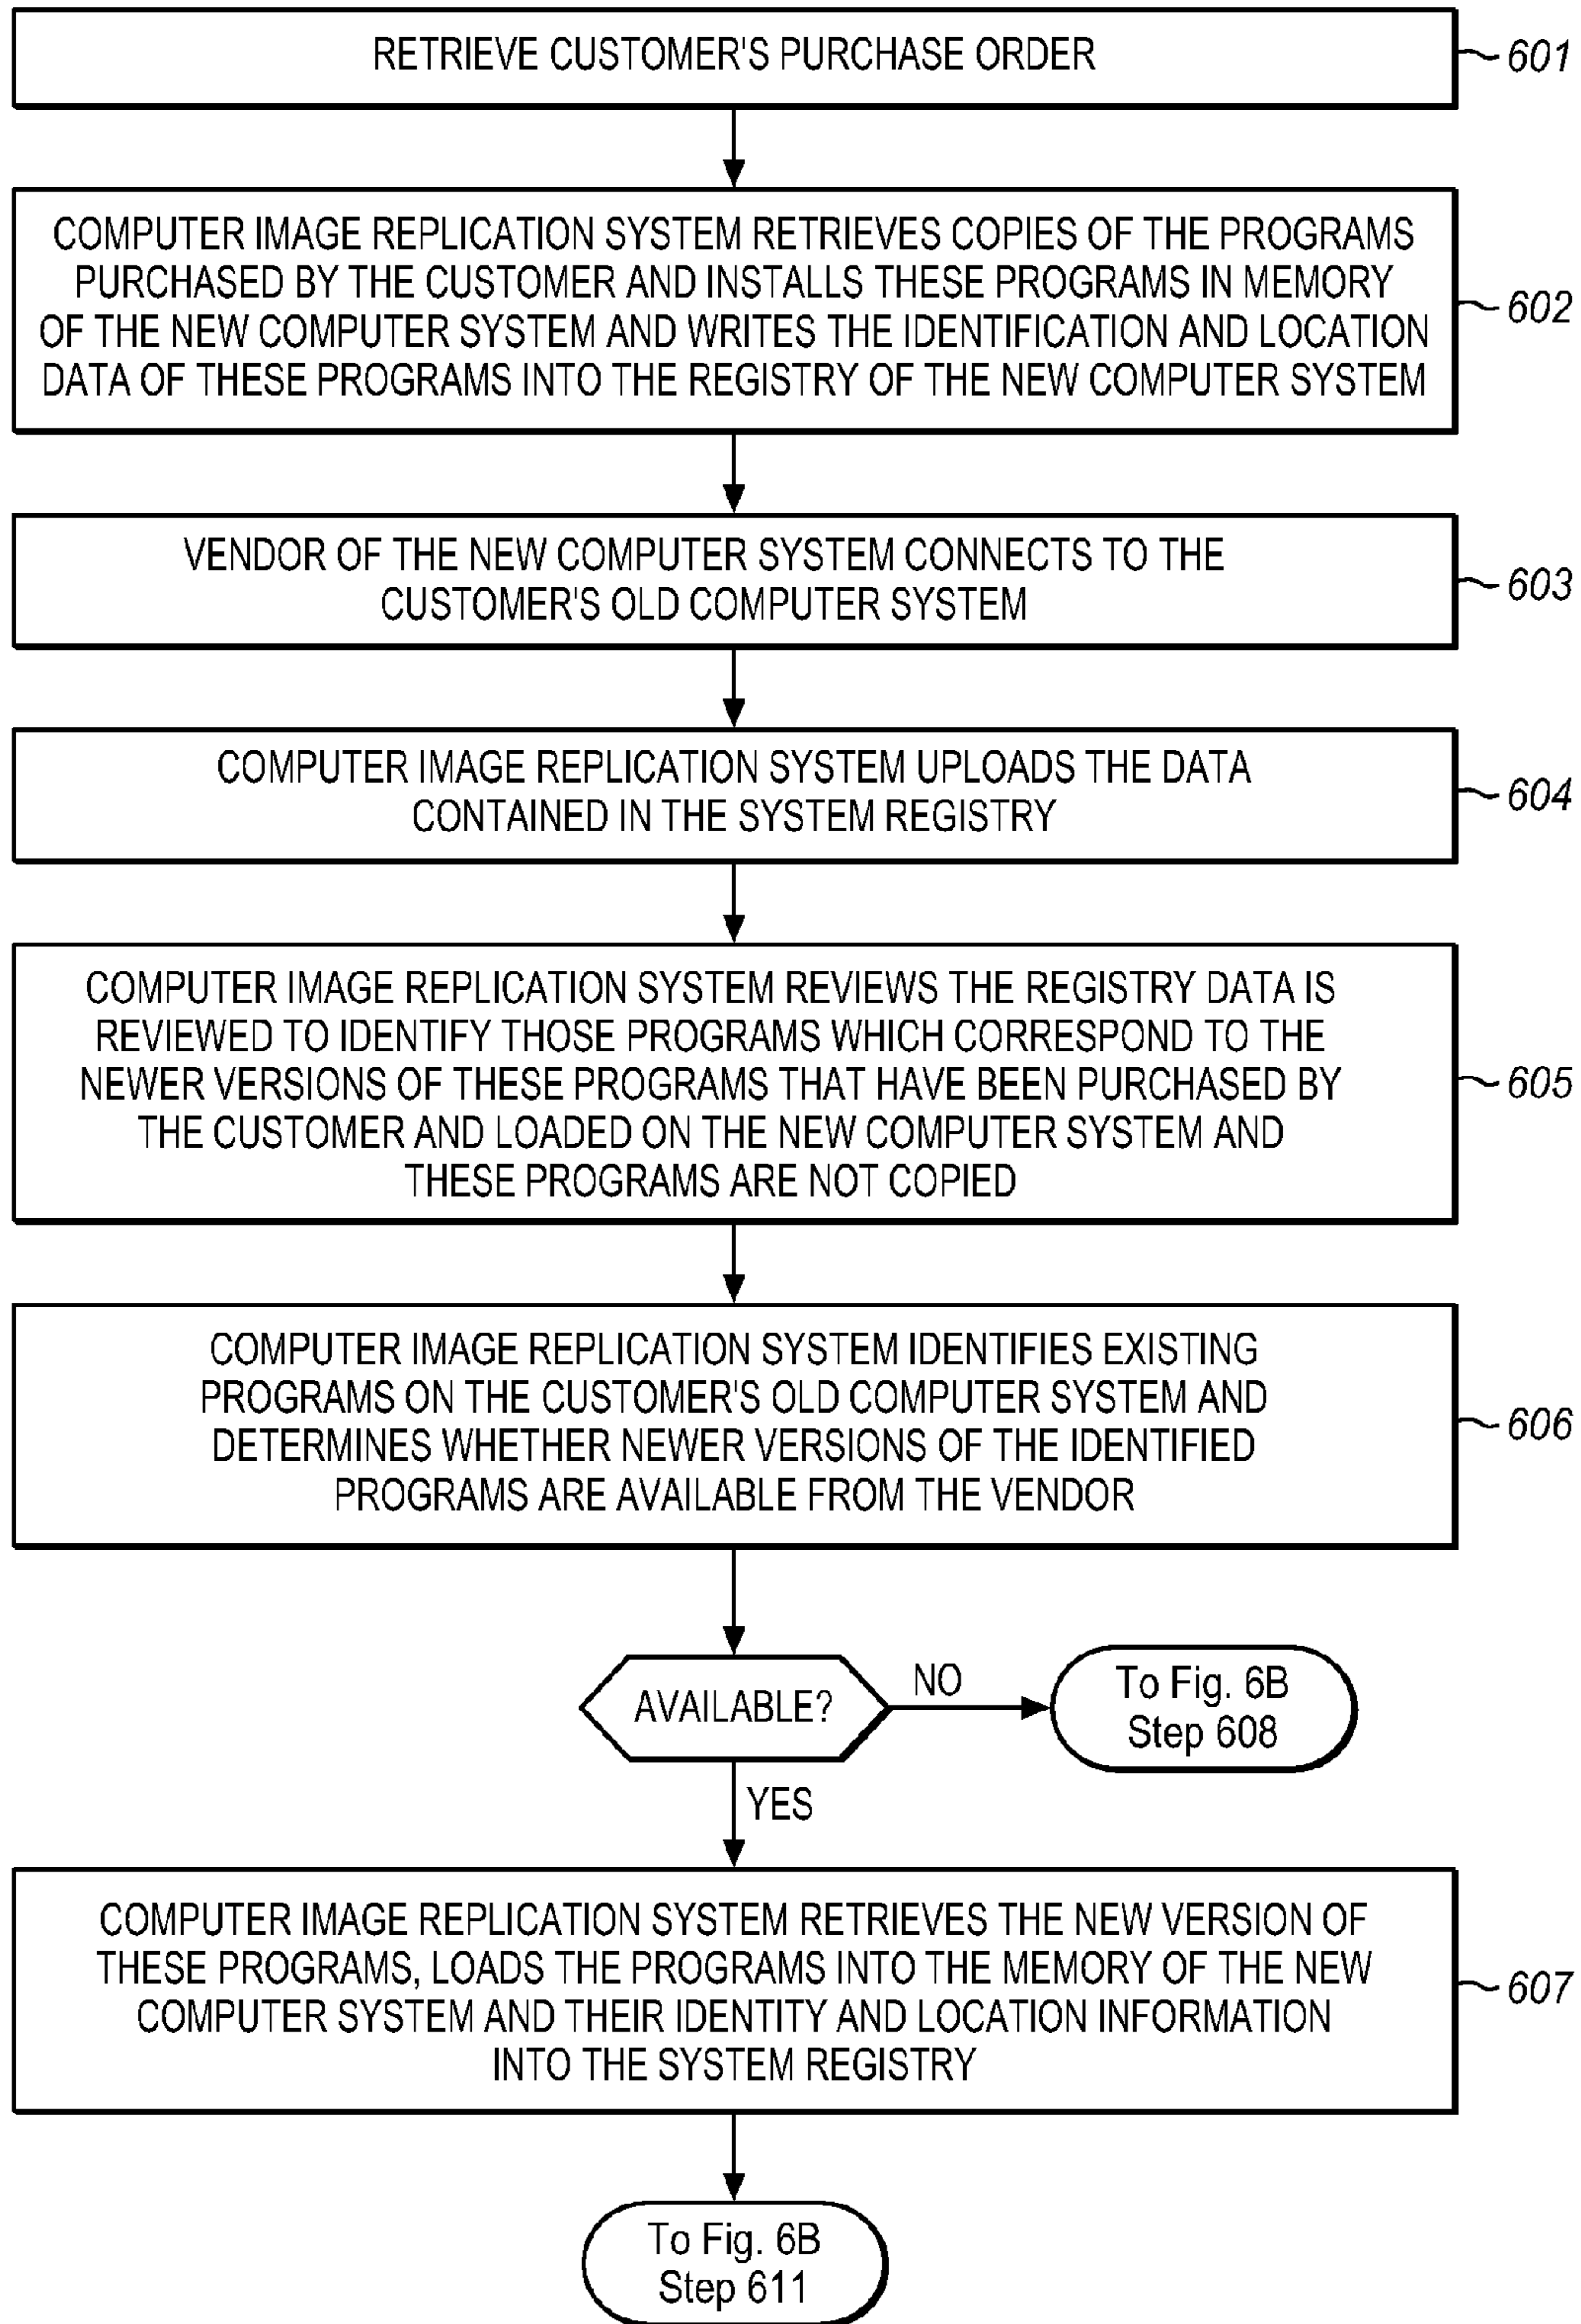 RETRIEVE CUSTOMER'S PURCHASE ORDER
601
COMPUTER IMAGE REPLICATION SYSTEM RETRIEVES COPIES OF THE PROGRAMS
PURCHASED BY THE CUSTOMER AND INSTALLS THESE PROGRAMS IN MEMORY
OF THE NEW COMPUTER SYSTEM AND WRITES THE IDENTIFICATION AND LOCATION
DATA OF THESE PROGRAMS INTO THE REGISTRY OF THE NEW COMPUTER SYSTEM
602
VENDOR OF THE NEW COMPUTER SYSTEM CONNECTS TO THE
CUSTOMER'S OLD COMPUTER SYSTEM
603
COMPUTER IMAGE REPLICATION SYSTEM UPLOADS THE DATA
CONTAINED IN THE SYSTEM REGISTRY
604
COMPUTER IMAGE REPLICATION SYSTEM REVIEWS THE REGISTRY DATA IS
REVIEWED TO IDENTIFY THOSE PROGRAMS WHICH CORRESPOND TO THE
NEWER VERSIONS OF THESE PROGRAMS THAT HAVE BEEN PURCHASED BY
THE CUSTOMER AND LOADED ON THE NEW COMPUTER SYSTEM AND
THESE PROGRAMS ARE NOT COPIED
605
COMPUTER IMAGE REPLICATION SYSTEM IDENTIFIES EXISTING
PROGRAMS ON THE CUSTOMER'S OLD COMPUTER SYSTEM AND
DETERMINES WHETHER NEWER VERSIONS OF THE IDENTIFIED
PROGRAMS ARE AVAILABLE FROM THE VENDOR
606
AVAILABLE?
NO
To Fig. 6B
Step 608
YES
COMPUTER IMAGE REPLICATION SYSTEM RETRIEVES THE NEW VERSION OF
THESE PROGRAMS, LOADS THE PROGRAMS INTO THE MEMORY OF THE NEW
COMPUTER SYSTEM AND THEIR IDENTITY AND LOCATION INFORMATION
INTO THE SYSTEM REGISTRY
607
To Fig. 6B
Step 611